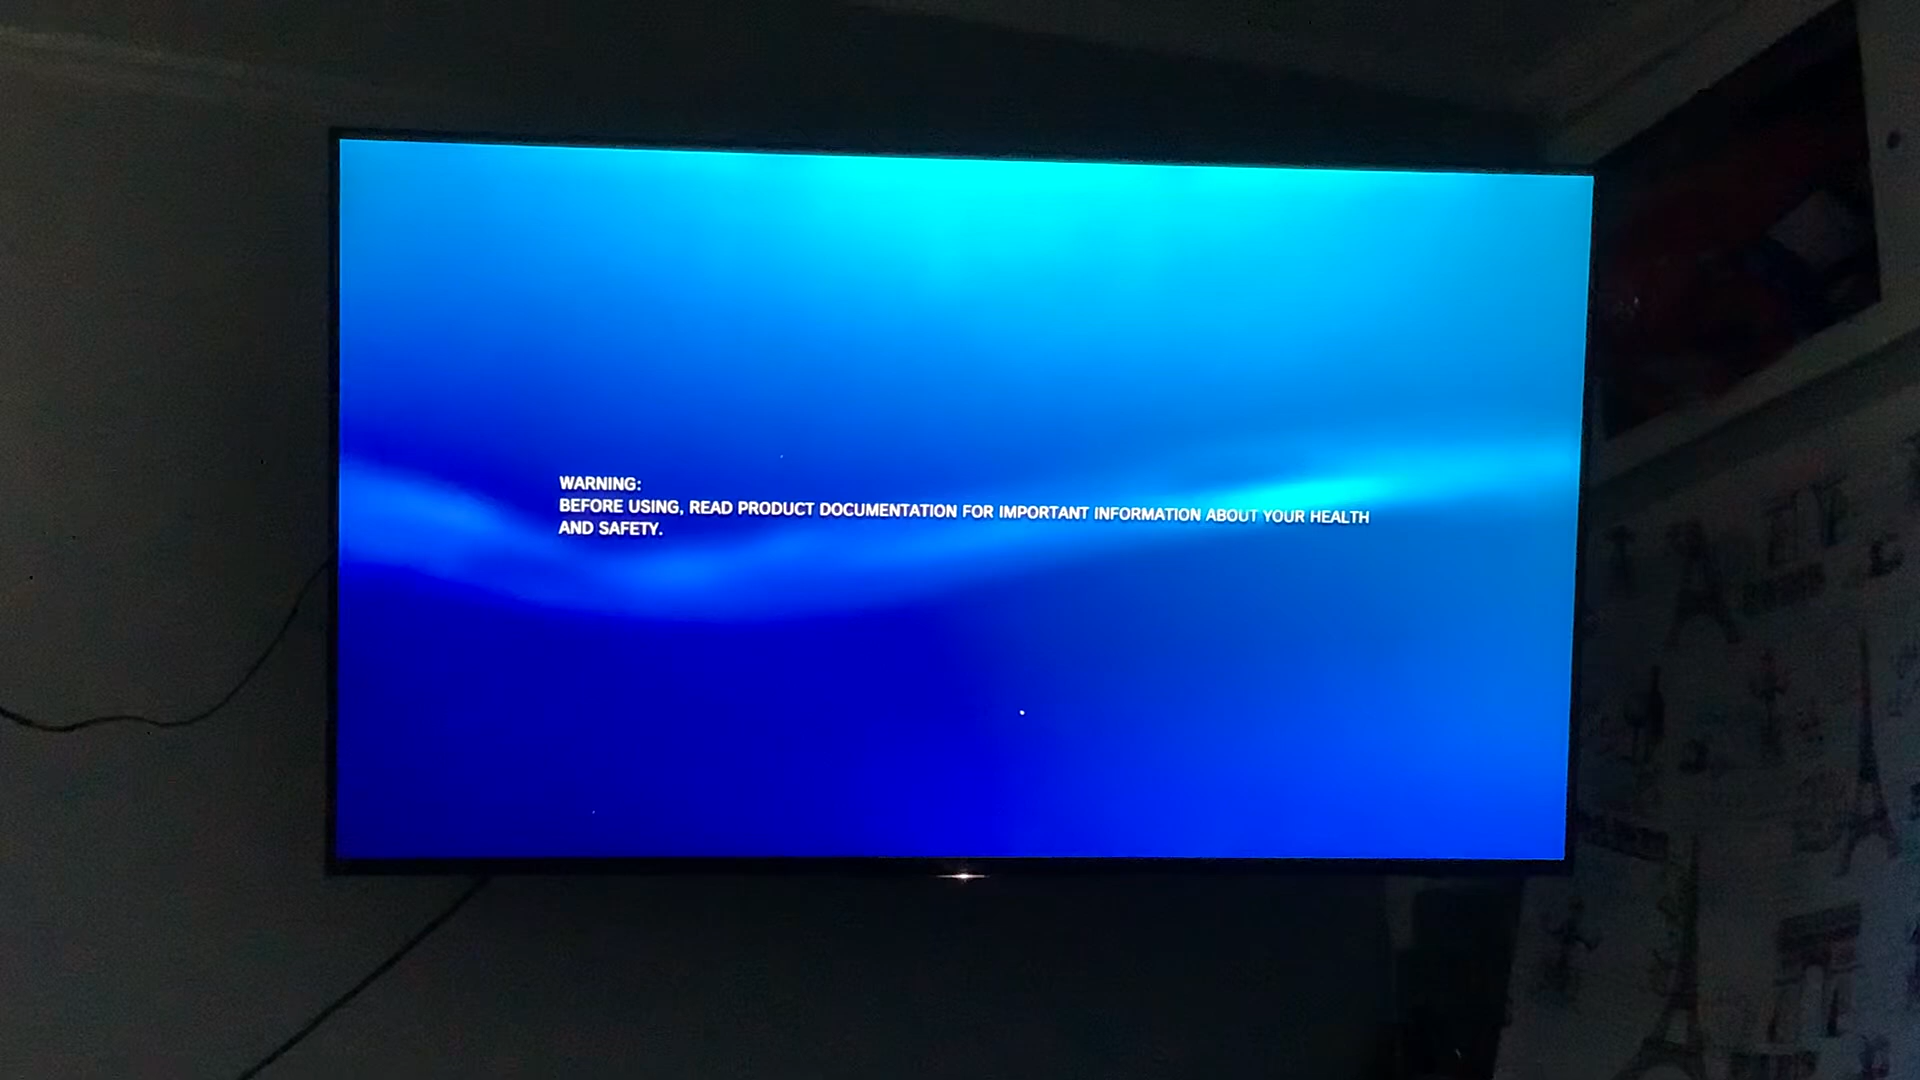 WARNING:
BEFORE USING, READ PRODUCT DOCUMENTATION FOR IMPORTANT INFORMATION ABOUT YOUR HEALTH
AND SAFETY.